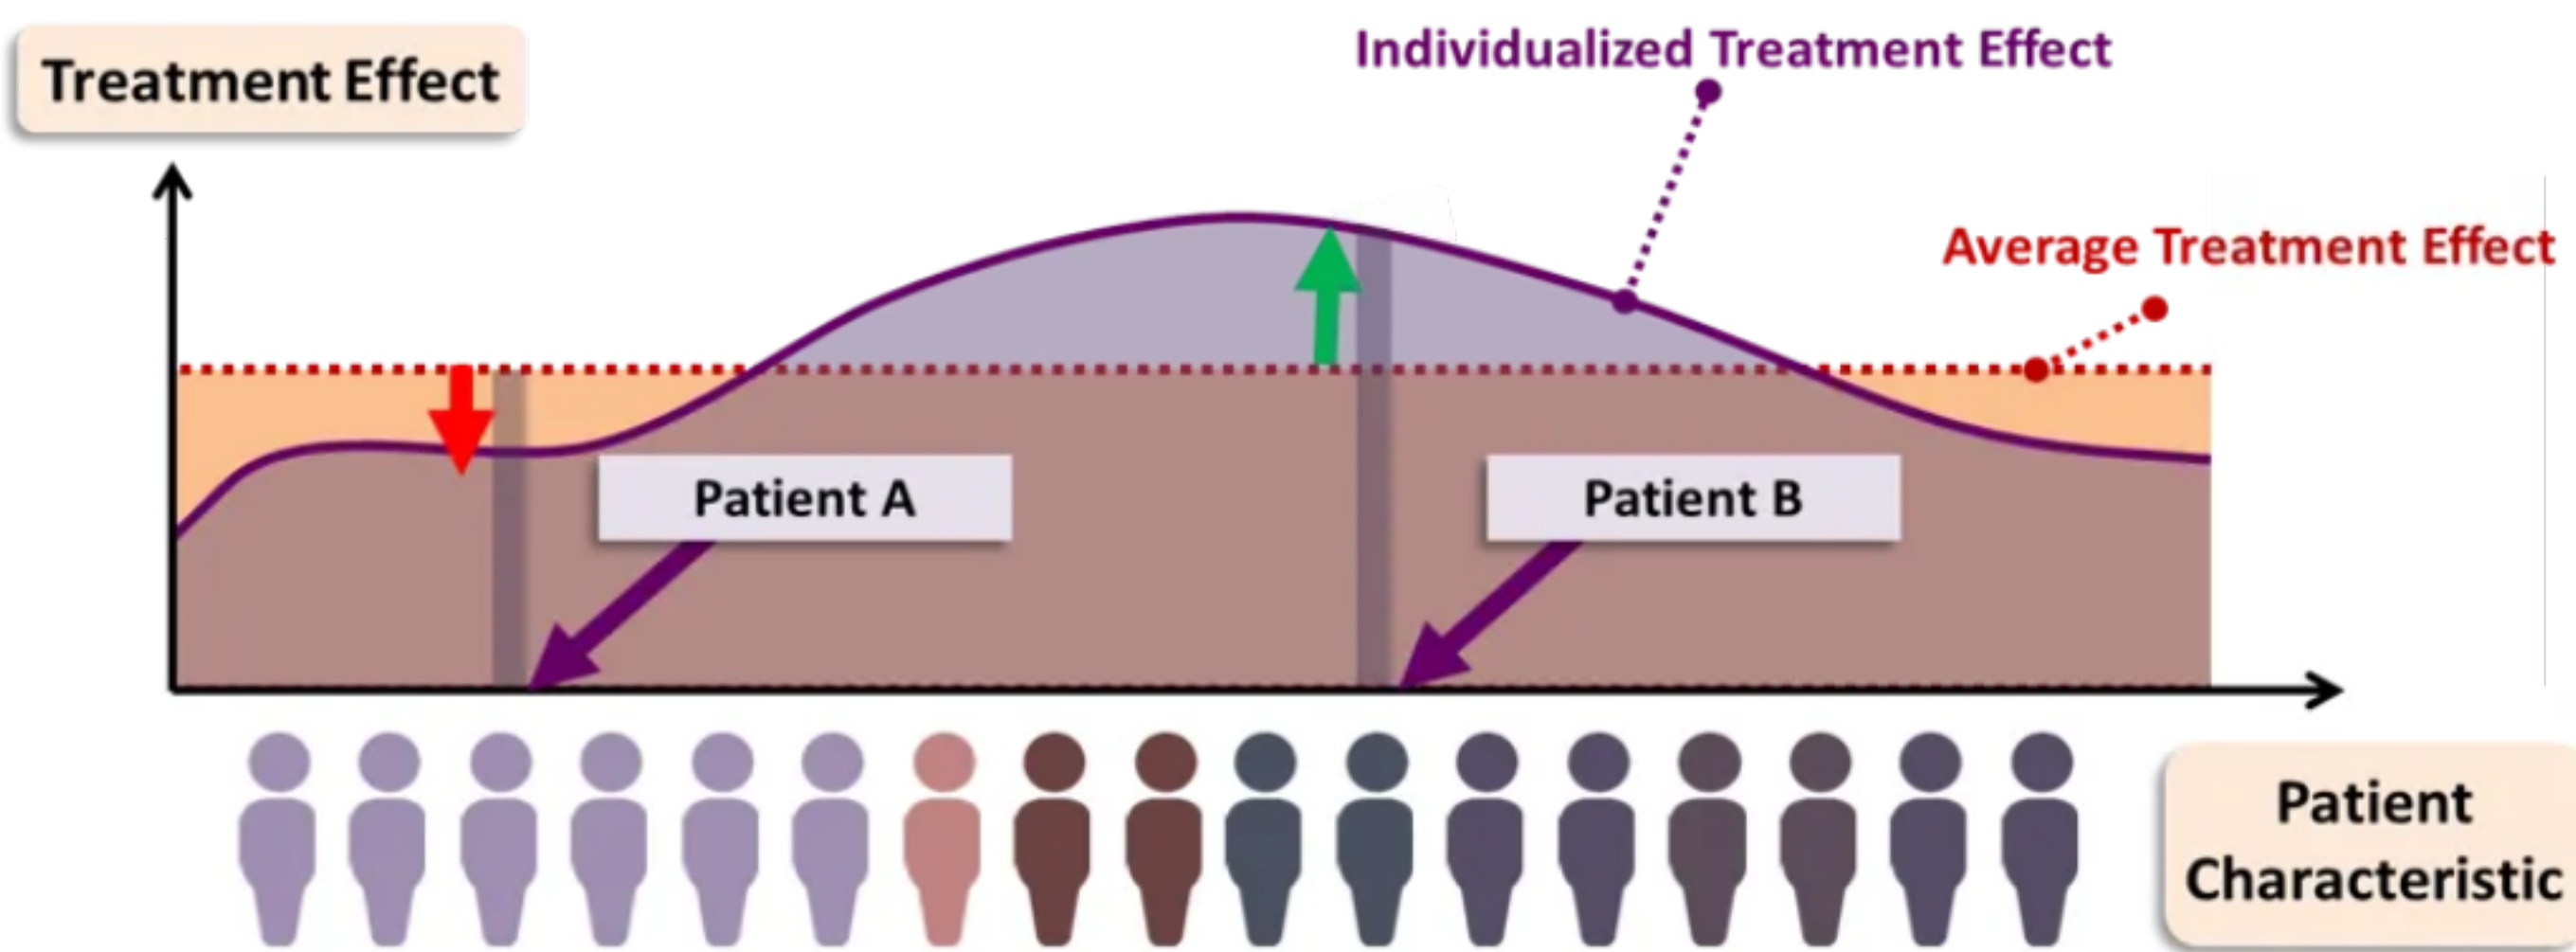 Individualized Treatment Effect
Treatment Effect
Average Treatment Effect
Patient A
Patient B
Patient
Characteristic